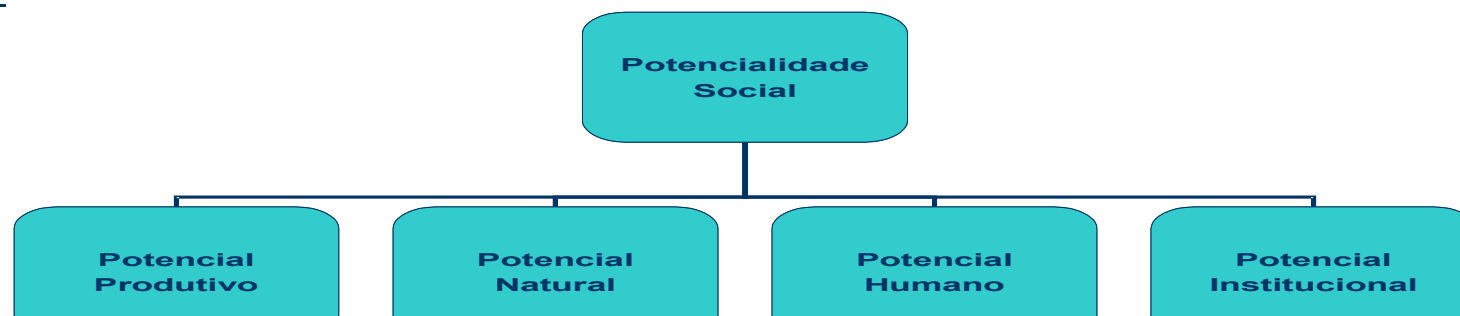 Potencialidade
Social
Potencial
Produtivo
Potencial
Natural
Potencial
Humano
Potencial
Institucional